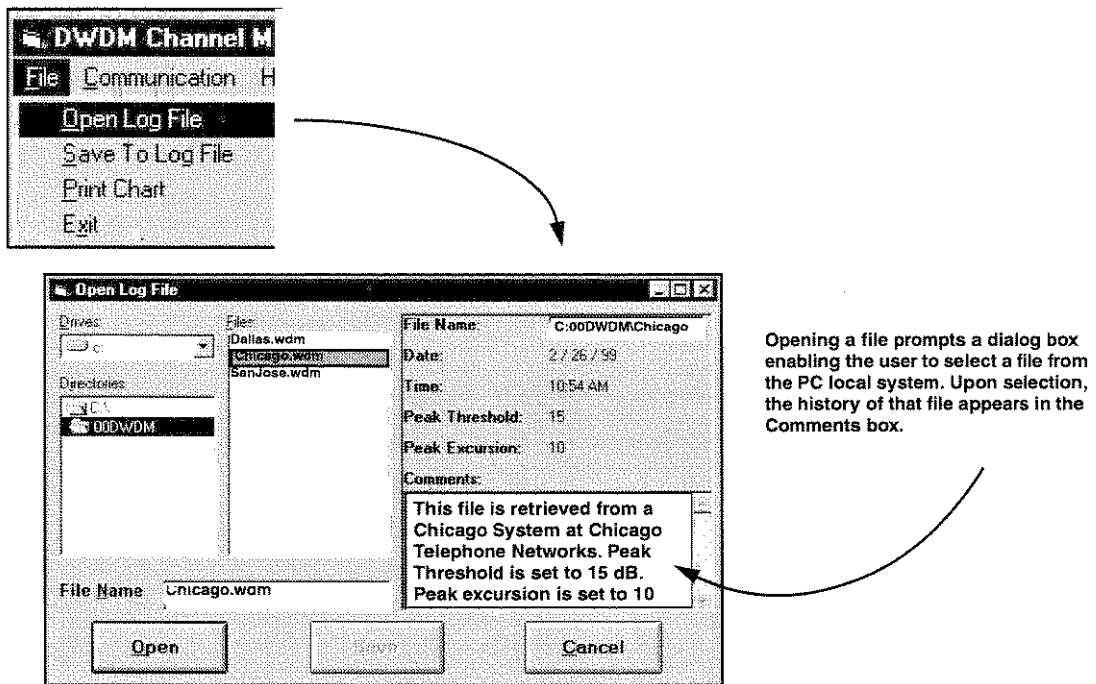 DWDM Channel M
File Communication H
Open Log File
Save To Log File
Print Chart
Exit
Open Log File
Drives:
c:
Directories:
C:\
00DWDM
Files:
Dallas.wdm
Chicago.wdm
SanJose.wdm
File Name: C:00DWDM\Chicago
Date: 2 / 26 / 99
Time: 10:54 AM
Peak Threshold: 15
Peak Excursion: 10
Comments:
This file is retrieved from a
Chicago System at Chicago
Telephone Networks. Peak
Threshold is set to 15 dB.
Peak excursion is set to 10
File Name Chicago.wdm
Open Save Cancel
Opening a file prompts a dialog box
enabling the user to select a file from
the PC local system. Upon selection,
the history of that file appears in the
Comments box.